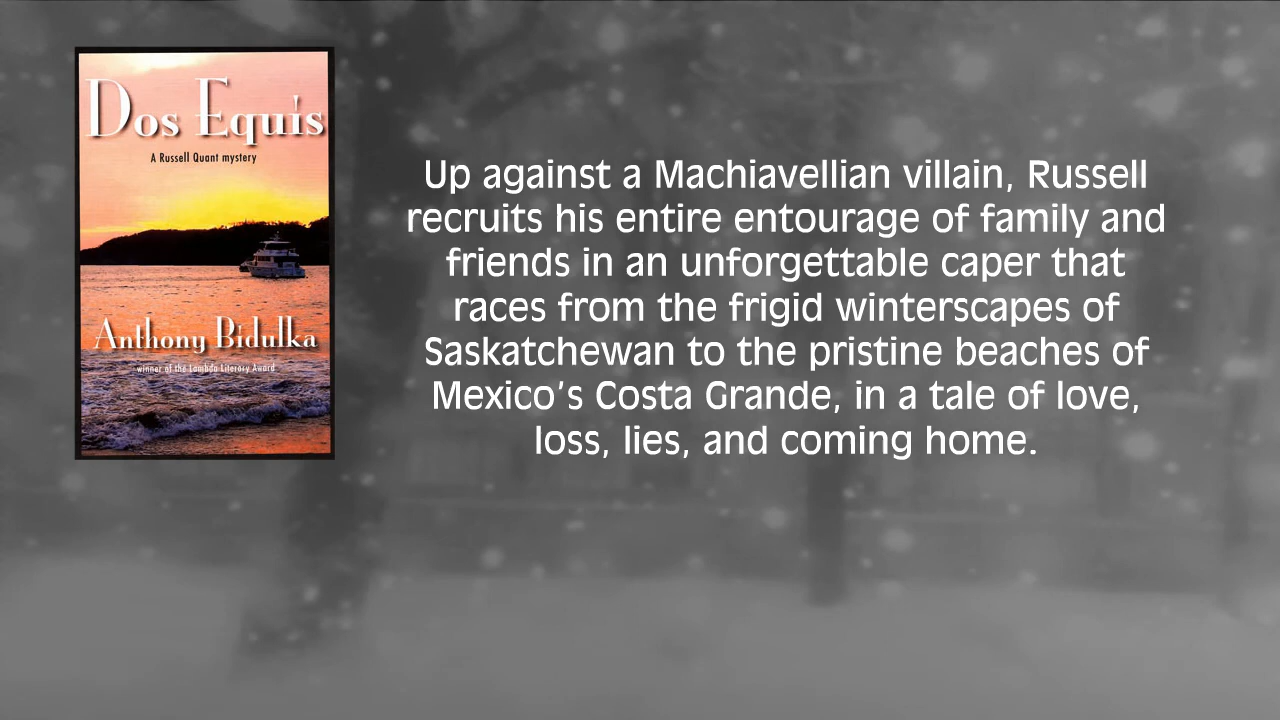 Dos Equis
A Russell Quant mystery
Anthony Bidulka
winner of the Lambda Literary Award
Up against a Machiavellian villain, Russell
recruits his entire entourage of family and
friends in an unforgettable caper that
races from the frigid winterscapes of
Saskatchewan to the pristine beaches of
Mexico's Costa Grande, in a tale of love,
loss, lies, and coming home.